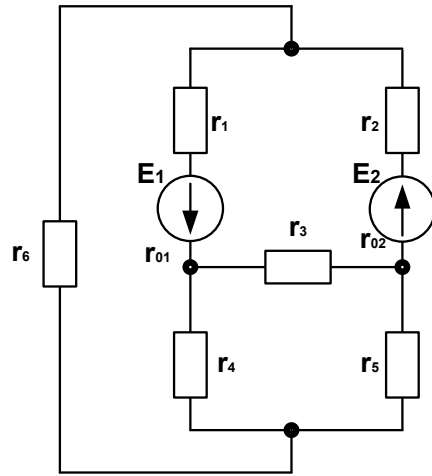 r₁
r₂
E₁
E₂
r₀₁
r₃
r₀₂
r₆
r₄
r₅